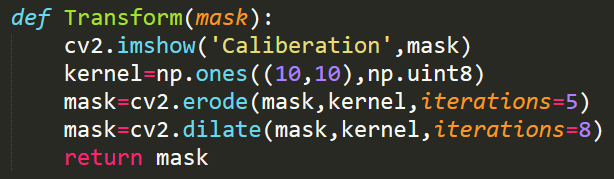 def Transform(mask):
    cv2.imshow('Caliberation',mask)
    kernel=np.ones((10,10),np.uint8)
    mask=cv2.erode(mask,kernel,iterations=5)
    mask=cv2.dilate(mask,kernel,iterations=8)
    return mask